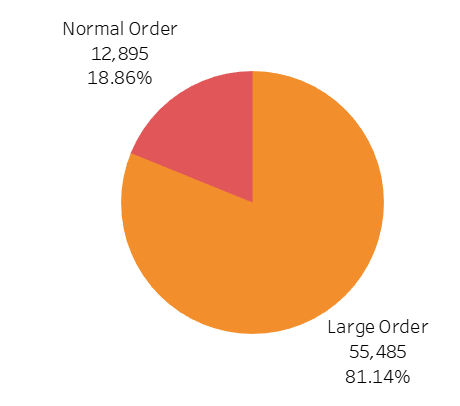 Normal Order
12,895
18.86%
Large Order
55,485
81.14%